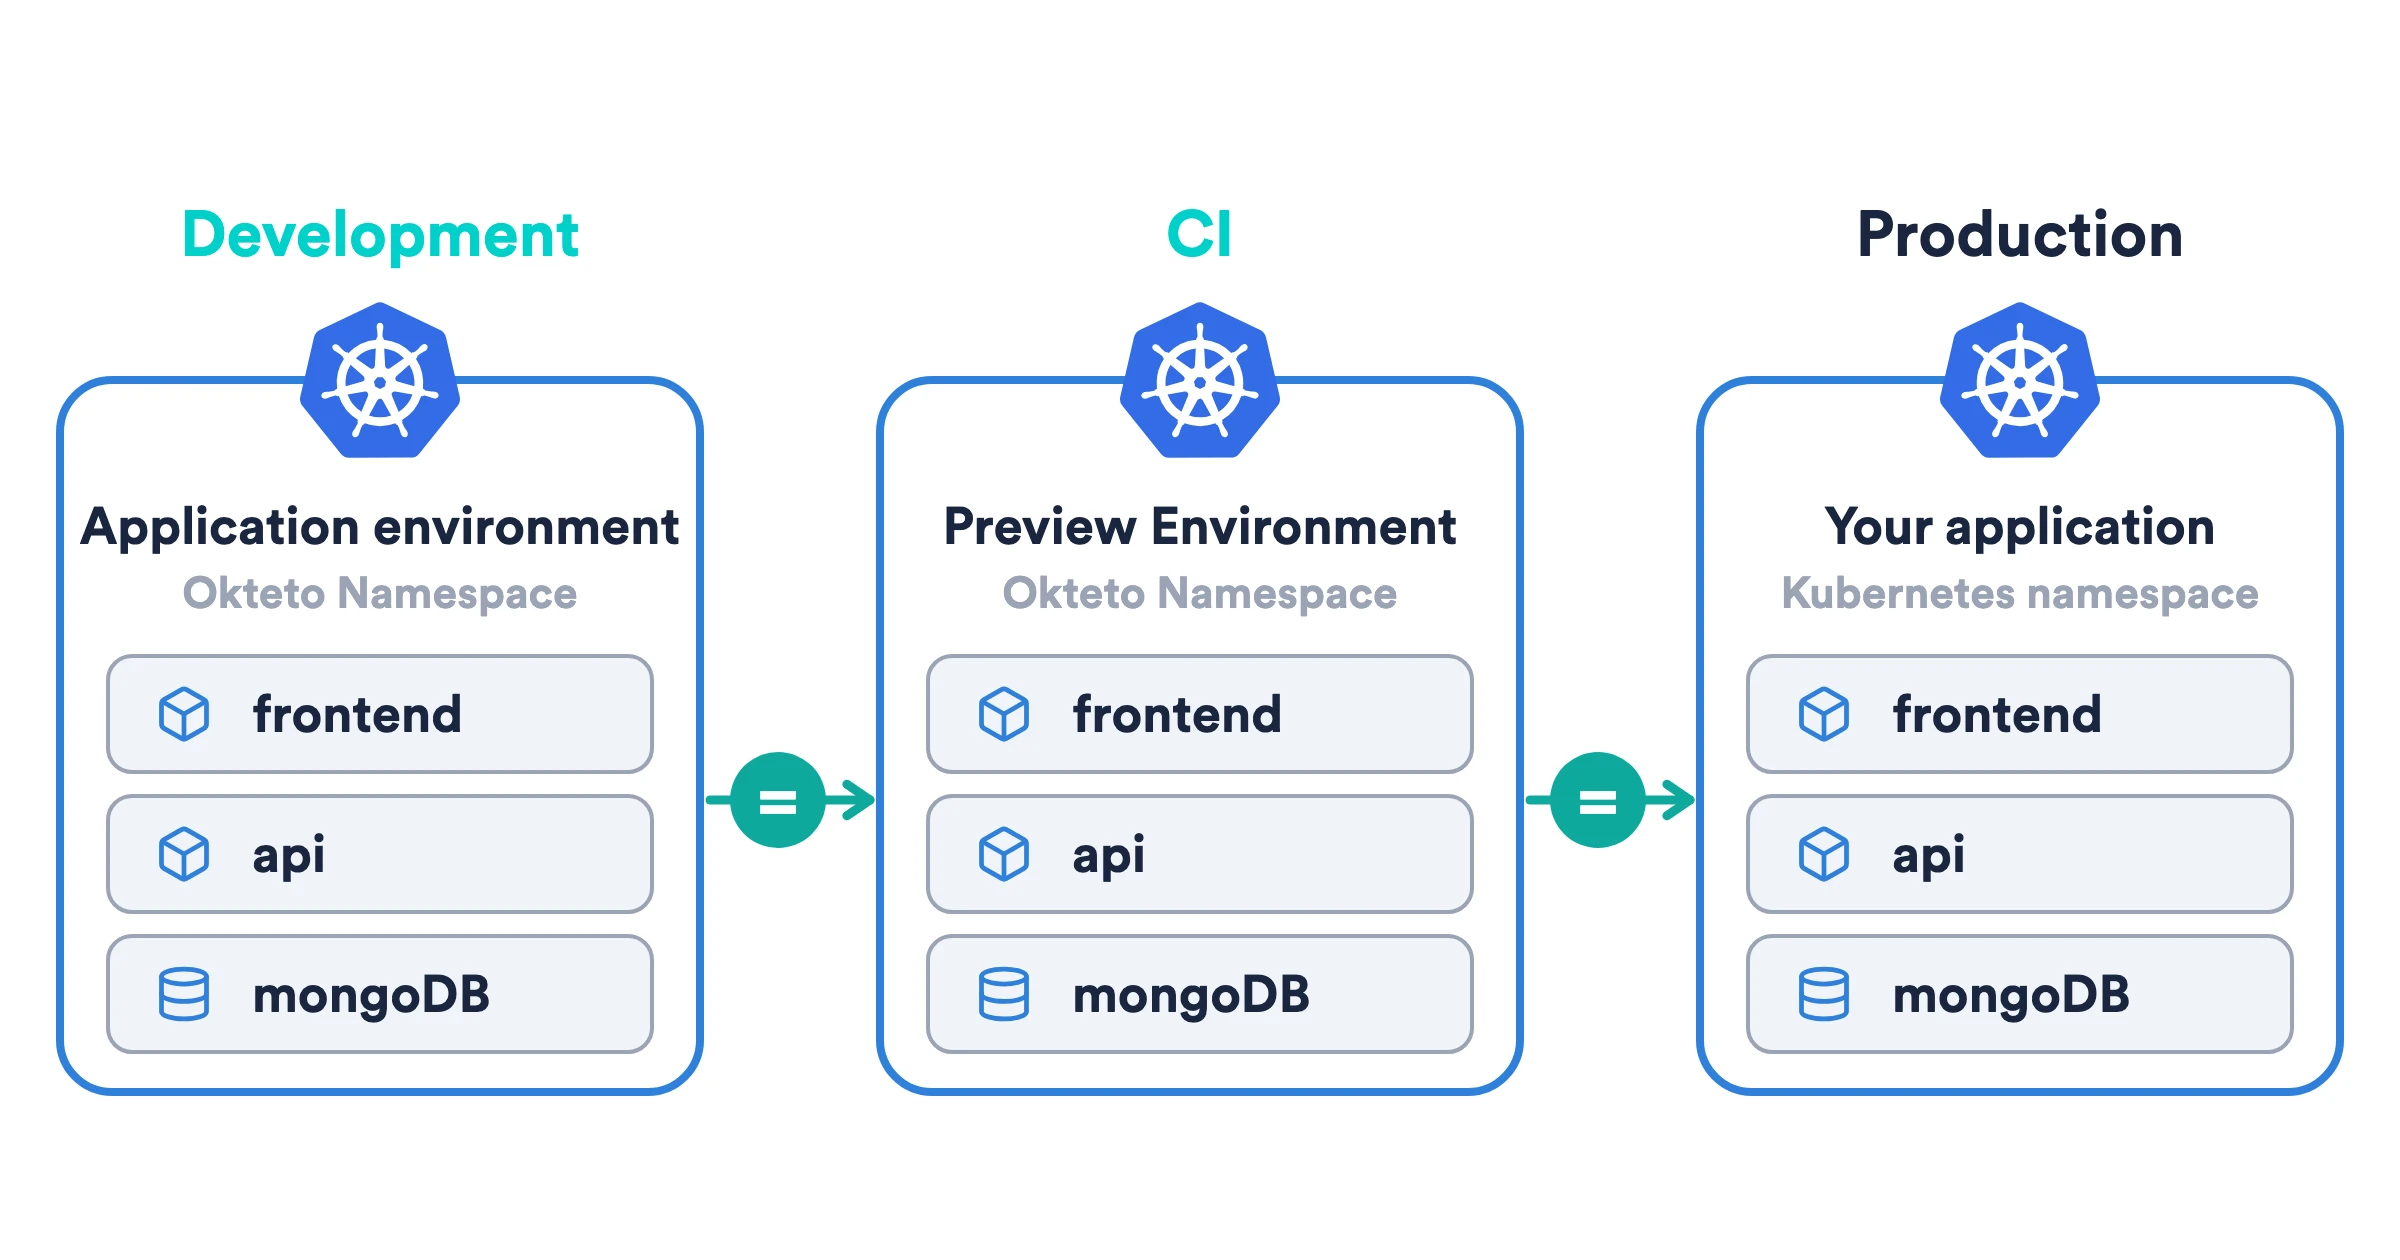 Development
Application environment
Okteto Namespace
frontend
api
mongoDB
=
CI
Preview Environment
Okteto Namespace
frontend
api
mongoDB
=
Production
Your application
Kubernetes namespace
frontend
api
mongoDB